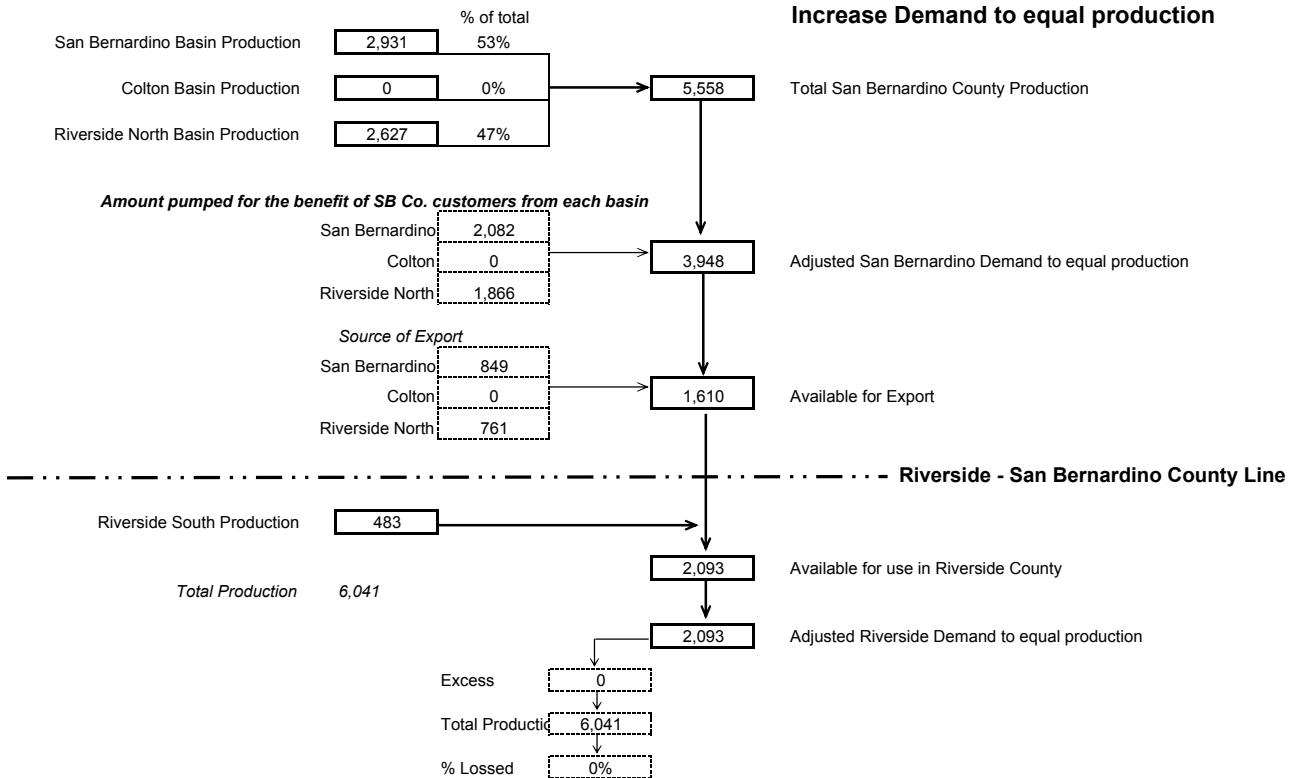 % of total
Increase Demand to equal production
San Bernardino Basin Production 2,931 53%
Colton Basin Production 0 0% 5,558 Total San Bernardino County Production
Riverside North Basin Production 2,627 47%
Amount pumped for the benefit of SB Co. customers from each basin
San Bernardino 2,082
Colton 0 3,948 Adjusted San Bernardino Demand to equal production
Riverside North 1,866
Source of Export
San Bernardino 849
Colton 0 1,610 Available for Export
Riverside North 761
Riverside - San Bernardino County Line
Riverside South Production 483
2,093 Available for use in Riverside County
Total Production 6,041
2,093 Adjusted Riverside Demand to equal production
Excess 0
Total Productio 6,041
% Lossed 0%